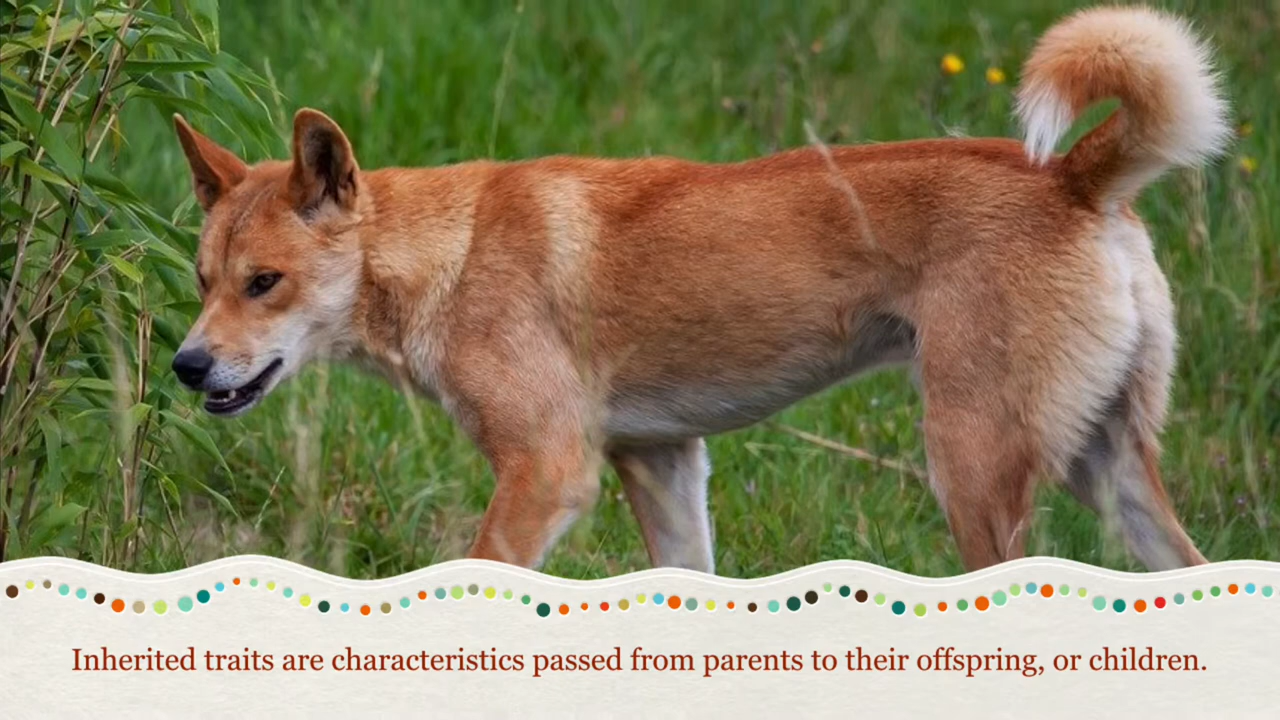 Inherited traits are characteristics passed from parents to their offspring, or children.